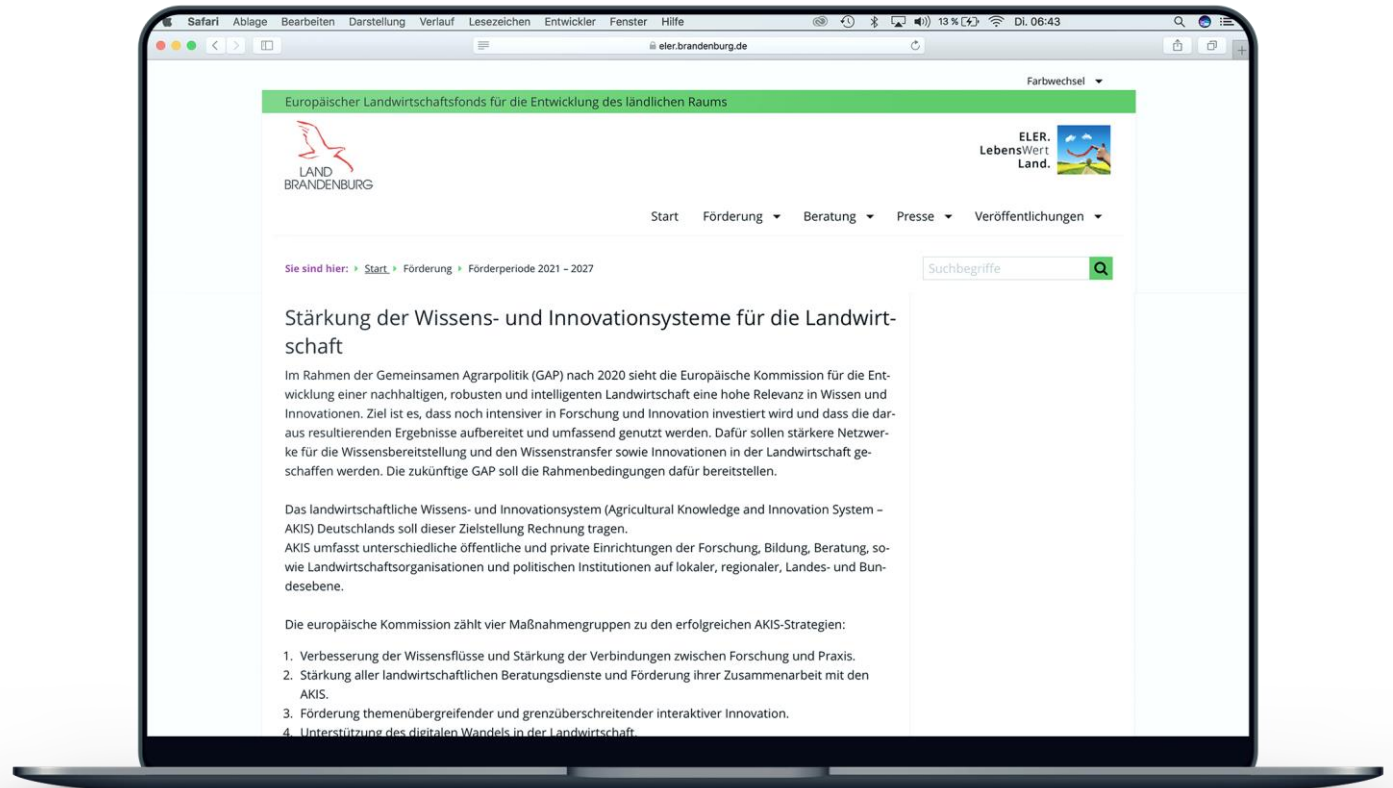 Safari Ablage Bearbeiten Darstellung Verlauf Lesezeichen Entwickler Fenster Hilfe 13 % Di. 06:43
eler.brandenburg.de
Farbwechsel
Europäischer Landwirtschaftsfonds für die Entwicklung des ländlichen Raums
LAND
BRANDENBURG
ELER.
LebensWert
Land.
Start Förderung Beratung Presse Veröffentlichungen
Sie sind hier: Start Förderung Förderperiode 2021 – 2027
Suchbegriffe
Stärkung der Wissens- und Innovationsysteme für die Landwirt-
schaft
Im Rahmen der Gemeinsamen Agrarpolitik (GAP) nach 2020 sieht die Europäische Kommission für die Ent-
wicklung einer nachhaltigen, robusten und intelligenten Landwirtschaft eine hohe Relevanz in Wissen und
Innovationen. Ziel ist es, dass noch intensiver in Forschung und Innovation investiert wird und dass die dar-
aus resultierenden Ergebnisse aufbereitet und umfassend genutzt werden. Dafür sollen stärkere Netzwer-
ke für die Wissensbereitstellung und den Wissenstransfer sowie Innovationen in der Landwirtschaft ge-
schaffen werden. Die zukünftige GAP soll die Rahmenbedingungen dafür bereitstellen.
Das landwirtschaftliche Wissens- und Innovationsystem (Agricultural Knowledge and Innovation System –
AKIS) Deutschlands soll dieser Zielstellung Rechnung tragen.
AKIS umfasst unterschiedliche öffentliche und private Einrichtungen der Forschung, Bildung, Beratung, so-
wie Landwirtschaftsorganisationen und politischen Institutionen auf lokaler, regionaler, Landes- und Bun-
desebene.
Die europäische Kommission zählt vier Maßnahmengruppen zu den erfolgreichen AKIS-Strategien:
1. Verbesserung der Wissensflüsse und Stärkung der Verbindungen zwischen Forschung und Praxis.
2. Stärkung aller landwirtschaftlichen Beratungsdienste und Förderung ihrer Zusammenarbeit mit den
AKIS.
3. Förderung themenübergreifender und grenzüberschreitender interaktiver Innovation.
4. Unterstützung des digitalen Wandels in der Landwirtschaft.